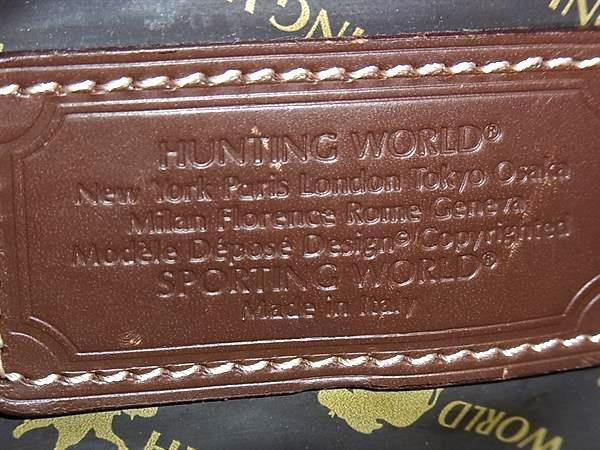 HUNTING WORLD®
New York Paris London Tokyo Osaka
Milan Florence Rome Geneva
Modèle Déposé Design© Copyrighted
SPORTING WORLD®
Made in Italy
WORLD